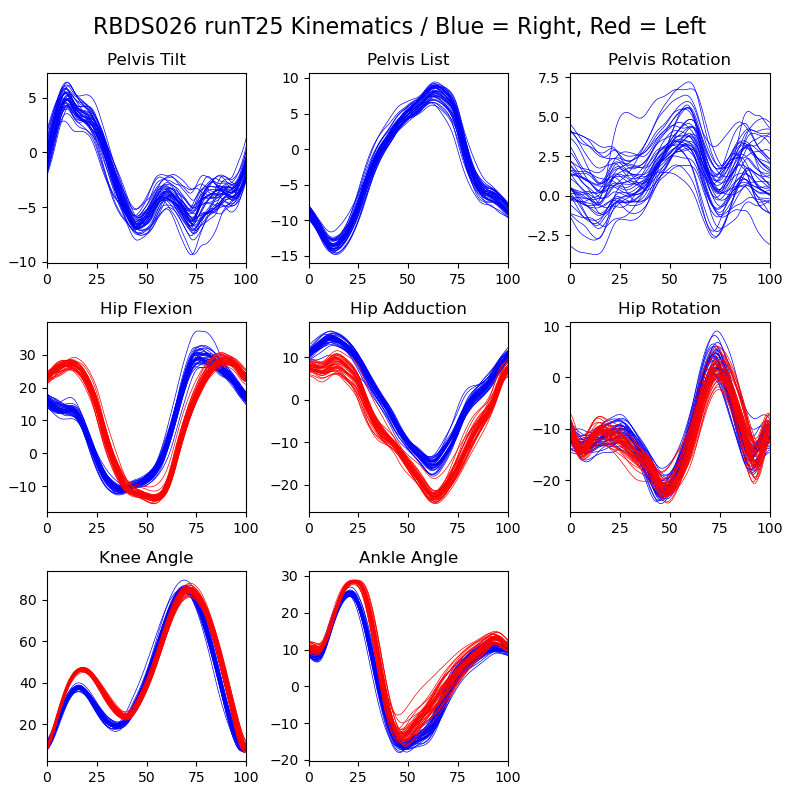 RBDS026 runT25 Kinematics / Blue = Right, Red = Left
Pelvis Tilt
5
0
−5
−10
0 25 50 75 100
Pelvis List
10
5
0
−5
−10
−15
0 25 50 75 100
Pelvis Rotation
7.5
5.0
2.5
0.0
−2.5
0 25 50 75 100
Hip Flexion
30
20
10
0
−10
0 25 50 75 100
Hip Adduction
10
0
−10
−20
0 25 50 75 100
Hip Rotation
10
0
−10
−20
0 25 50 75 100
Knee Angle
80
60
40
20
0 25 50 75 100
Ankle Angle
30
20
10
0
−10
−20
0 25 50 75 100